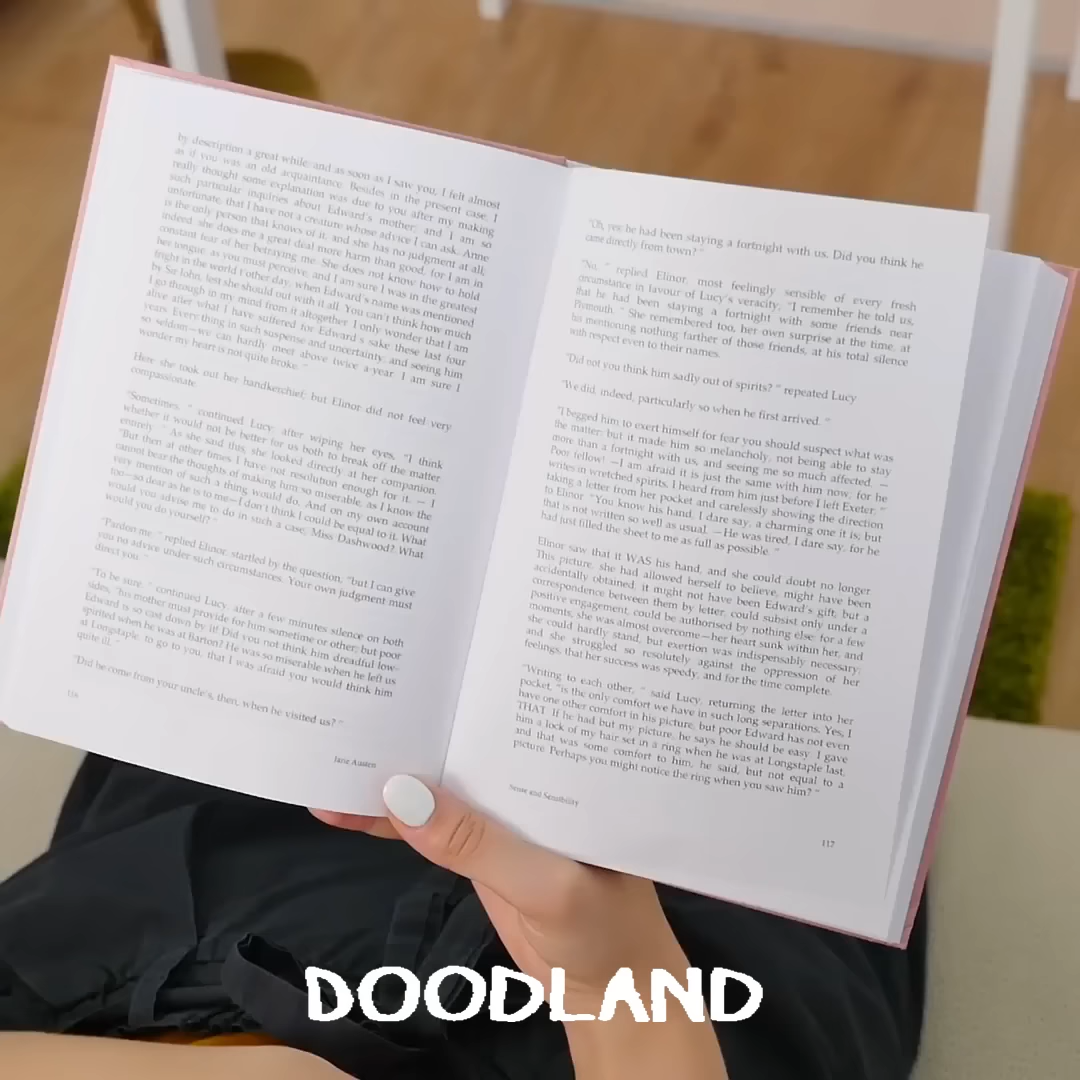 by description a great while; and as soon as I saw you, I felt almost
as if you was an old acquaintance. Besides in the present case, I
really thought some explanation was due to you after my making
such particular inquiries about Edward's mother; and I am so
unfortunate, that I have not a creature whose advice I can ask. Anne
is the only person that knows of it, and she has no judgment at all;
indeed, she does me a great deal more harm than good, for I am in
constant fear of her betraying me. She does not know how to hold
her tongue, as you must perceive, and I am sure I was in the greatest
fright in the world t'other day, when Edward's name was mentioned
by Sir John, lest she should out with it all. You can't think how much
I go through in my mind from it altogether. I only wonder that I am
alive after what I have suffered for Edward's sake these last four
years. Every thing in such suspense and uncertainty; and seeing him
so seldom—we can hardly meet above twice a-year. I am sure I
wonder my heart is not quite broke. "
Here she took out her handkerchief; but Elinor did not feel very
compassionate.
"Sometimes, " continued Lucy, after wiping her eyes, "I think
whether it would not be better for us both to break off the matter
entirely. " As she said this, she looked directly at her companion.
"But then at other times I have not resolution enough for it. — I
cannot bear the thoughts of making him so miserable, as I know the
very mention of such a thing would do. And on my own account
too—so dear as he is to me—I don't think I could be equal to it. What
would you advise me to do in such a case, Miss Dashwood? What
would you do yourself? "
"Pardon me, " replied Elinor, startled by the question; "but I can give
you no advice under such circumstances. Your own judgment must
direct you. "
"To be sure, " continued Lucy, after a few minutes silence on both
sides, "his mother must provide for him sometime or other; but poor
Edward is so cast down by it! Did you not think him dreadful low-
spirited when he was at Barton? He was so miserable when he left us
at Longstaple, to go to you, that I was afraid you would think him
quite ill. "
"Did he come from your uncle's, then, when he visited us? "
116
Jane Austen
"Oh, yes; he had been staying a fortnight with us. Did you think he
came directly from town? "
"No, " replied Elinor, most feelingly sensible of every fresh
circumstance in favour of Lucy's veracity; "I remember he told us,
that he had been staying a fortnight with some friends near
Plymouth. " She remembered too, her own surprise at the time, at
his mentioning nothing farther of those friends, at his total silence
with respect even to their names.
"Did not you think him sadly out of spirits? " repeated Lucy
"We did, indeed, particularly so when he first arrived. "
"I begged him to exert himself for fear you should suspect what was
the matter; but it made him so melancholy, not being able to stay
more than a fortnight with us, and seeing me so much affected. —
Poor fellow! —I am afraid it is just the same with him now; for he
writes in wretched spirits. I heard from him just before I left Exeter; "
taking a letter from her pocket and carelessly showing the direction
to Elinor. "You know his hand, I dare say, a charming one it is; but
that is not written so well as usual. —He was tired, I dare say, for he
had just filled the sheet to me as full as possible. "
Elinor saw that it WAS his hand, and she could doubt no longer
This picture, she had allowed herself to believe, might have been
accidentally obtained; it might not have been Edward's gift; but a
correspondence between them by letter, could subsist only under a
positive engagement, could be authorised by nothing else; for a few
moments, she was almost overcome—her heart sunk within her, and
she could hardly stand; but exertion was indispensably necessary;
and she struggled so resolutely against the oppression of her
feelings, that her success was speedy, and for the time complete.
"Writing to each other, " said Lucy, returning the letter into her
pocket, "is the only comfort we have in such long separations. Yes, I
have one other comfort in his picture, but poor Edward has not even
THAT. If he had but my picture, he says he should be easy. I gave
him a lock of my hair set in a ring when he was at Longstaple last,
and that was some comfort to him, he said, but not equal to a
picture. Perhaps you might notice the ring when you saw him? "
Sense and Sensibility
117
DOODLAND